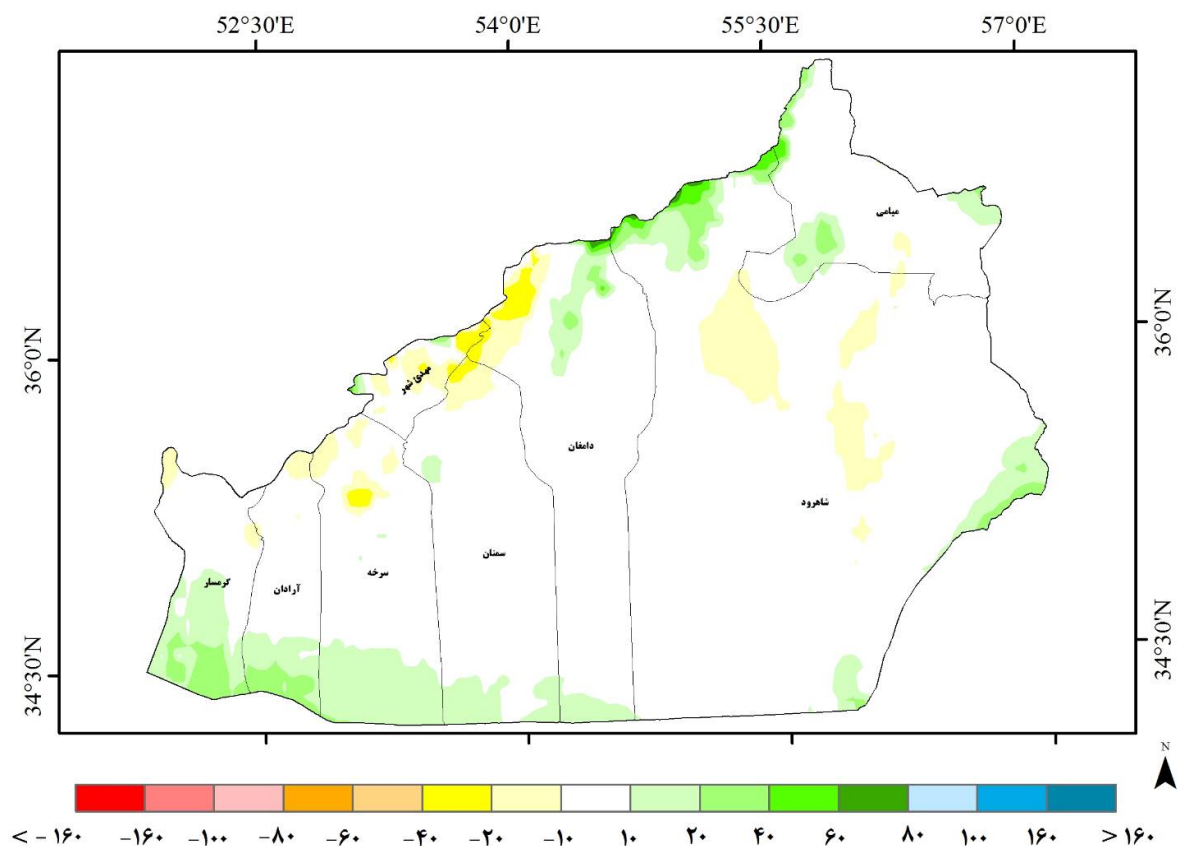 52°30'E 54°0'E 55°30'E 57°0'E
میامی
36°0'N
36°0'N
مهدی شهر
دامغان
شاهرود
سمنان
سرخه
آرادان
گرمسار
34°30'N
34°30'N
N
< -۱۶۰ -۱۶۰ -۱۰۰ -۸۰ -۶۰ -۴۰ -۲۰ -۱۰ ۱۰ ۲۰ ۴۰ ۶۰ ۸۰ ۱۰۰ ۱۶۰ > ۱۶۰